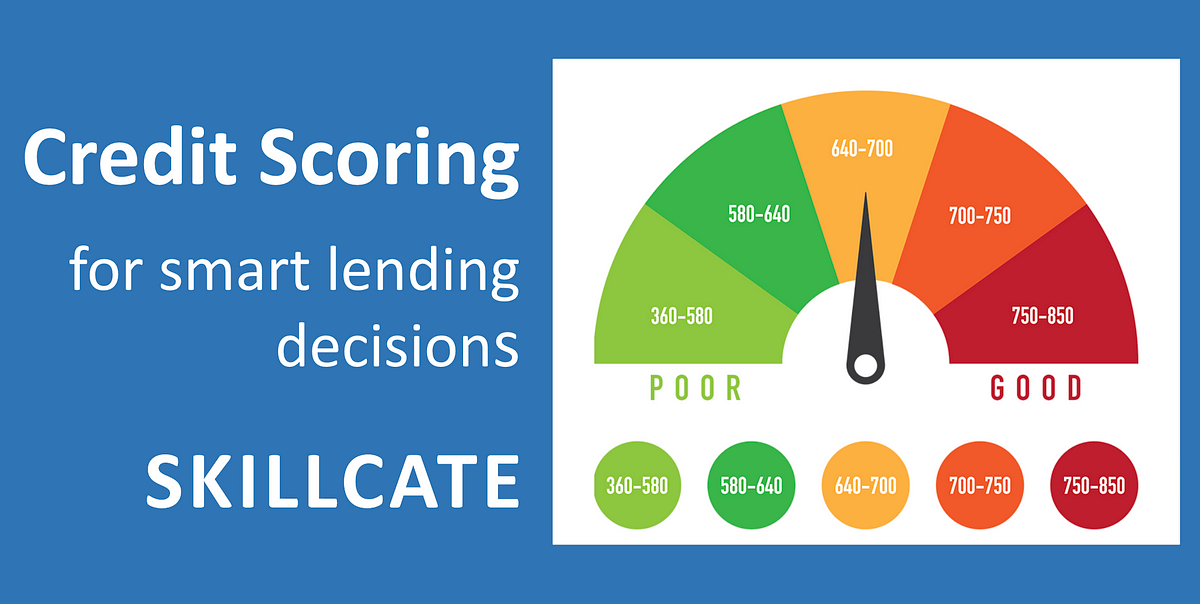 Credit Scoring
for smart lending
decisions
SKILLCATE
640–700
580–640
700–750
360–580
750–850
POOR
GOOD
360–580
580–640
640–700
700–750
750–850